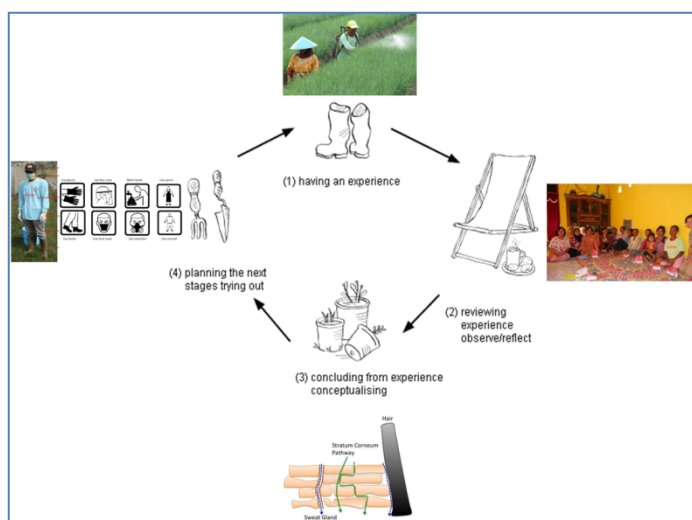 (1) having an experience
(2) reviewing
experience
observe/reflect
(3) concluding from experience
conceptualising
(4) planning the next
stages trying out
Hair
Stratum Corneum
Pathway
Sweat Gland